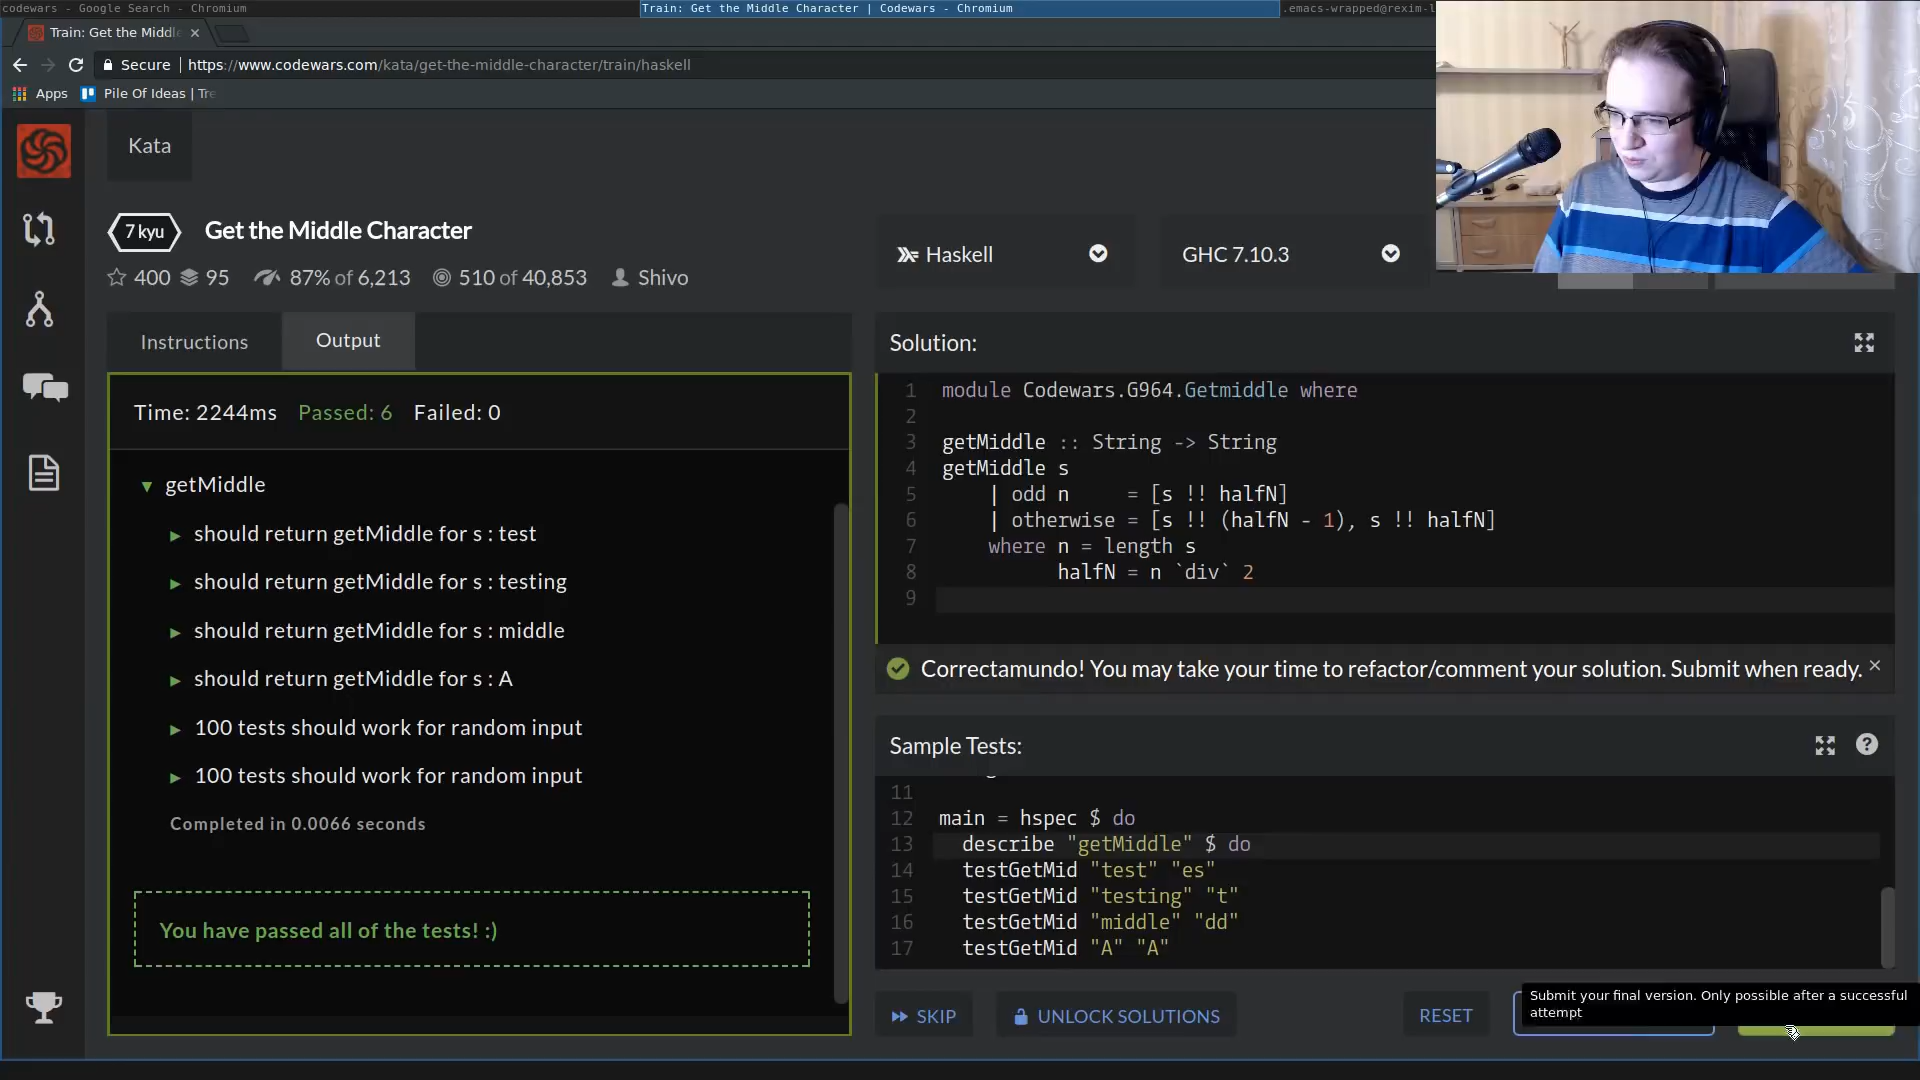 codewars - Google Search - Chromium
Train: Get the Middle Character | Codewars - Chromium
.emacs-wrapped@rexim-l
Train: Get the Middl
Secure
https://www.codewars.com/kata/get-the-middle-character/train/haskell
Apps
Pile Of Ideas | Tre
Kata
7 kyu
Get the Middle Character
400 95 87% of 6,213 510 of 40,853 Shivo
Haskell
GHC 7.10.3
Instructions
Output
Time: 2244ms Passed: 6 Failed: 0
getMiddle
should return getMiddle for s : test
should return getMiddle for s : testing
should return getMiddle for s : middle
should return getMiddle for s : A
100 tests should work for random input
100 tests should work for random input
Completed in 0.0066 seconds
You have passed all of the tests! :)
Solution:
1 module Codewars.G964.Getmiddle where
2
3 getMiddle :: String -> String
4 getMiddle s
5 | odd n = [s !! halfN]
6 | otherwise = [s !! (halfN - 1), s !! halfN]
7 where n = length s
8 halfN = n `div` 2
9
Correctamundo! You may take your time to refactor/comment your solution. Submit when ready.
Sample Tests:
11
12 main = hspec $ do
13 describe "getMiddle" $ do
14 testGetMid "test" "es"
15 testGetMid "testing" "t"
16 testGetMid "middle" "dd"
17 testGetMid "A" "A"
SKIP
UNLOCK SOLUTIONS
RESET
Submit your final version. Only possible after a successful
attempt